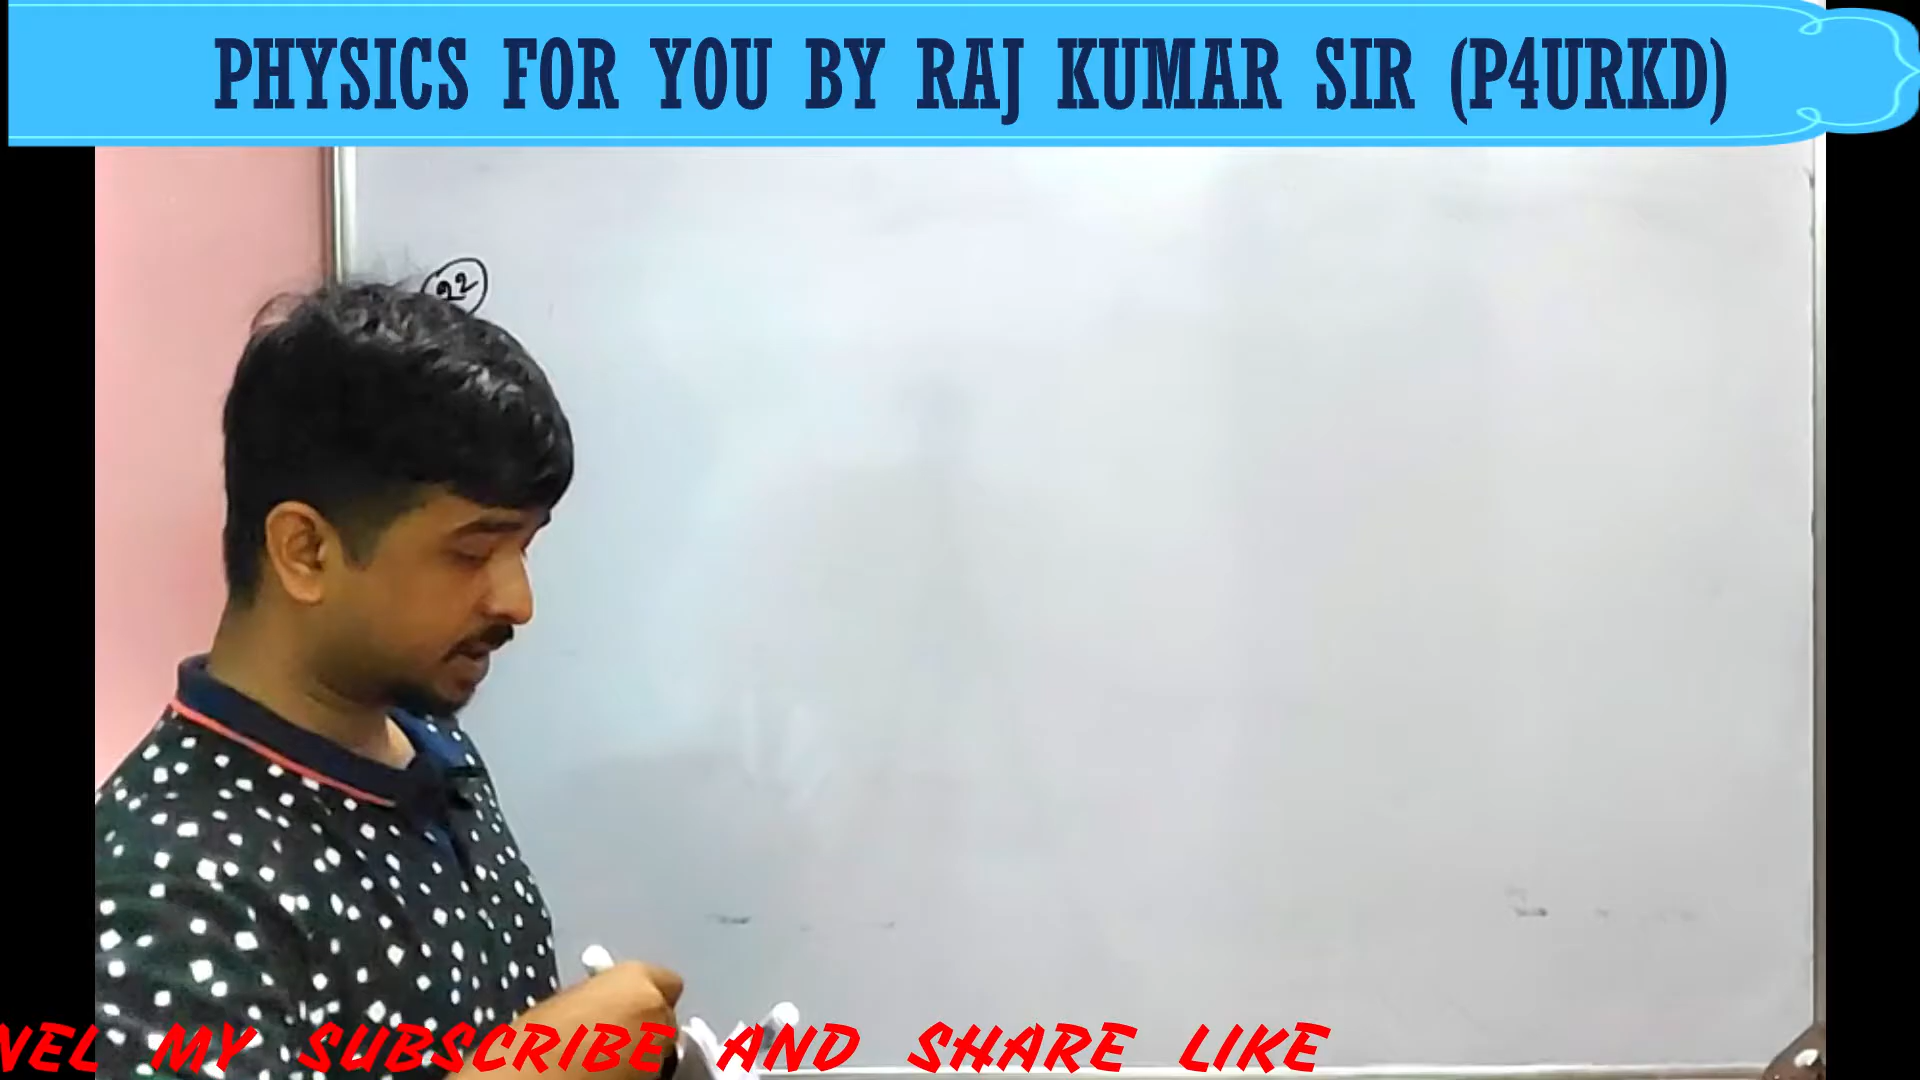 PHYSICS FOR YOU BY RAJ KUMAR SIR (P4URKD)
22
NEL MY SUBSCRIBE AND SHARE LIKE